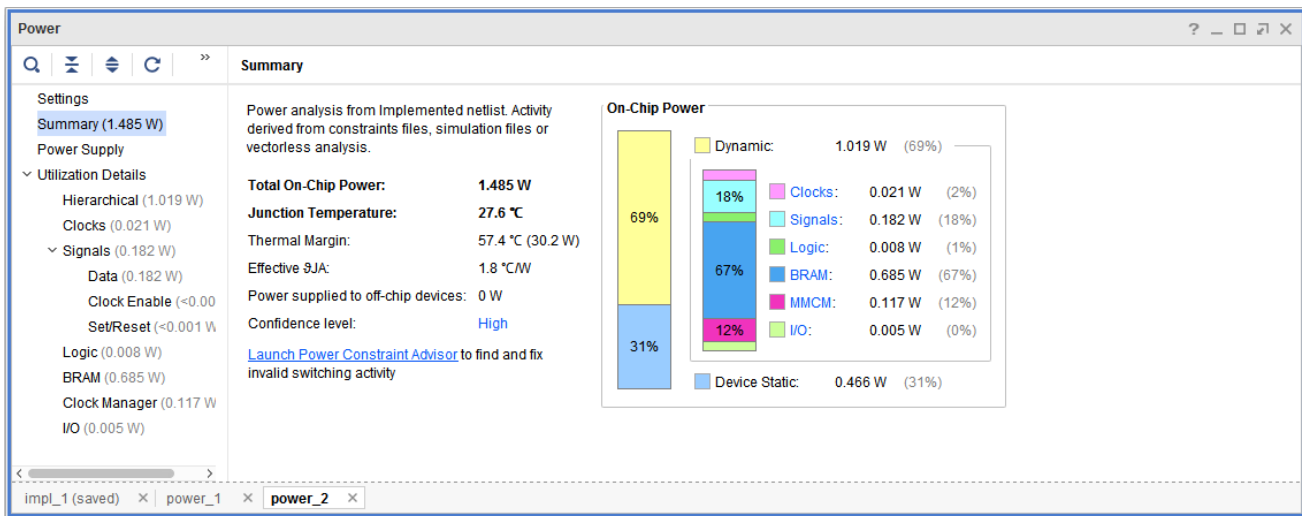 Power
? _
»
Summary
Settings
Summary (1.485 W)
Power Supply
Utilization Details
Hierarchical (1.019 W)
Clocks (0.021 W)
Signals (0.182 W)
Data (0.182 W)
Clock Enable (<0.00
Set/Reset (<0.001 W
Logic (0.008 W)
BRAM (0.685 W)
Clock Manager (0.117 W
I/O (0.005 W)
Power analysis from Implemented netlist. Activity
derived from constraints files, simulation files or
vectorless analysis.
Total On-Chip Power: 1.485 W
Junction Temperature: 27.6 °C
Thermal Margin: 57.4 °C (30.2 W)
Effective ϑJA: 1.8 °C/W
Power supplied to off-chip devices: 0 W
Confidence level: High
Launch Power Constraint Advisor to find and fix
invalid switching activity
On-Chip Power
69%
31%
Dynamic: 1.019 W (69%)
18%
67%
12%
Clocks: 0.021 W (2%)
Signals: 0.182 W (18%)
Logic: 0.008 W (1%)
BRAM: 0.685 W (67%)
MMCM: 0.117 W (12%)
I/O: 0.005 W (0%)
Device Static: 0.466 W (31%)
impl_1 (saved) × power_1 × power_2 ×